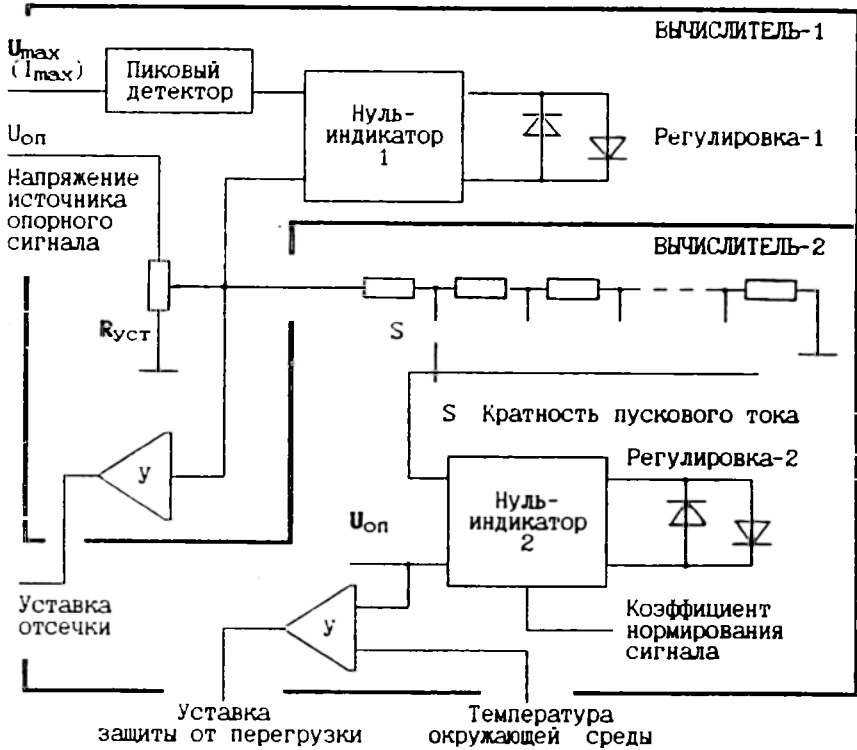 ВЫЧИСЛИТЕЛЬ-1
Umax
(Imax)
Пиковый
детектор
Нуль-
индикатор
1
Регулировка-1
Uоп
Напряжение
источника
опорного
сигнала
ВЫЧИСЛИТЕЛЬ-2
Rуст
S
S Кратность пускового тока
У
Регулировка-2
Нуль-
индикатор
2
Uоп
Уставка
отсечки
У
Коэффициент
нормирования
сигнала
Уставка
защиты от перегрузки
Температура
окружающей среды